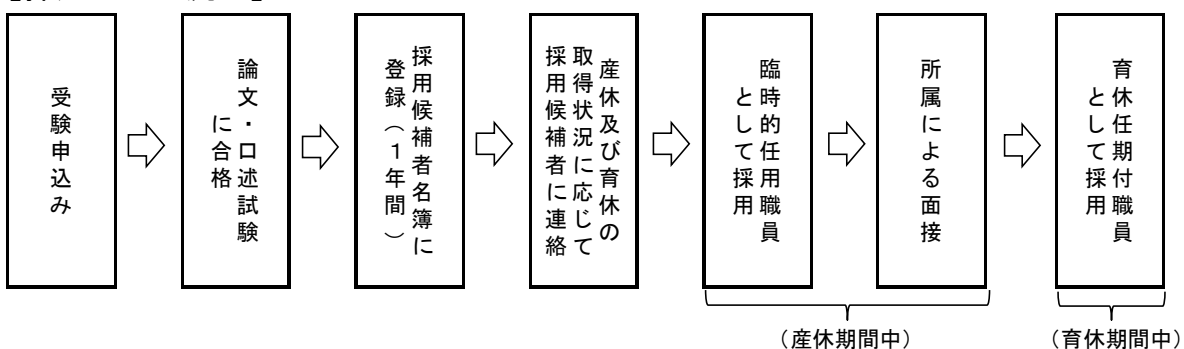 受験申込み
論文・口述試験
に合格
採用候補者名簿に
登録（１年間）
産休及び育休の
取得状況に応じて
採用候補者に連絡
臨時的任用職員
として採用
所属による面接
育休任期付職員
として採用
（産休期間中）
（育休期間中）